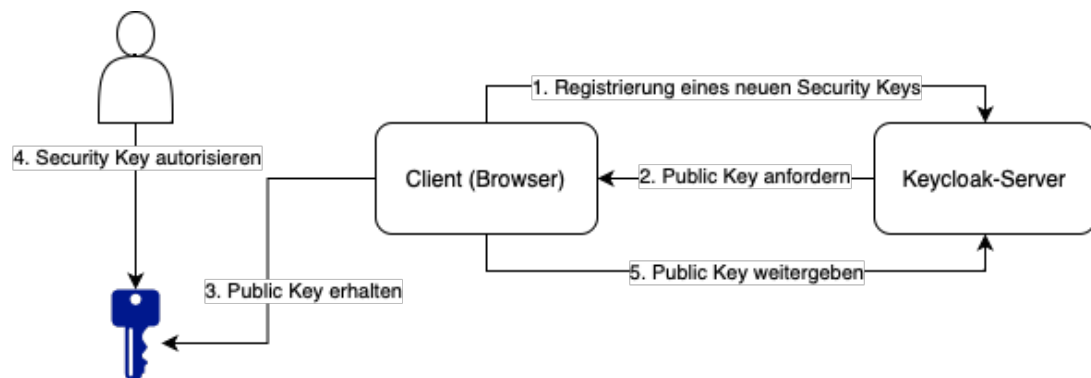 1. Registrierung eines neuen Security Keys
4. Security Key autorisieren
Client (Browser)
2. Public Key anfordern
Keycloak-Server
5. Public Key weitergeben
3. Public Key erhalten